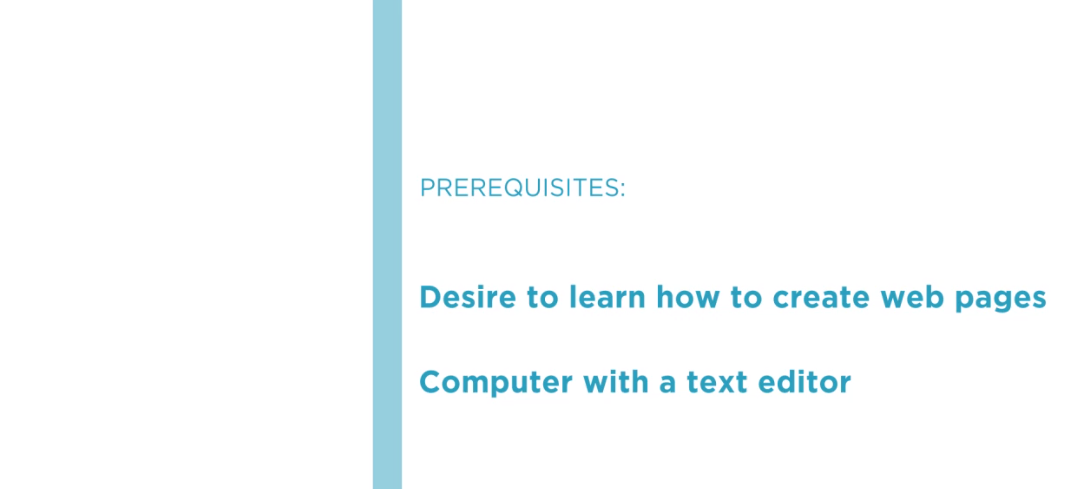 PREREQUISITES:
Desire to learn how to create web pages
Computer with a text editor